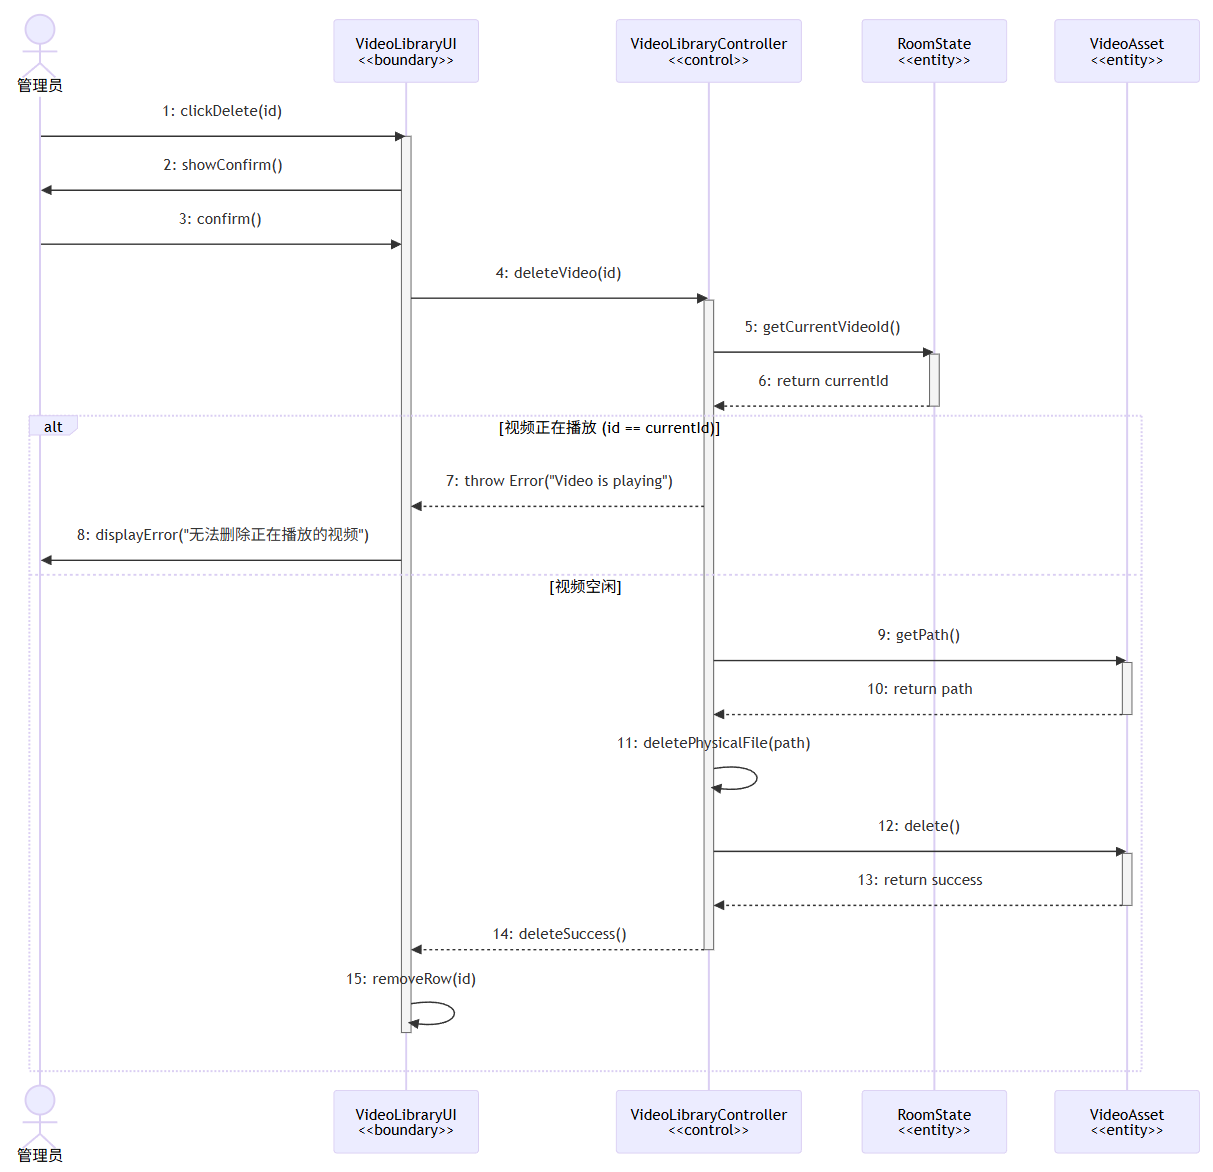 管理员
VideoLibraryUI
<<boundary>>
VideoLibraryController
<<control>>
RoomState
<<entity>>
VideoAsset
<<entity>>
1: clickDelete(id)
2: showConfirm()
3: confirm()
4: deleteVideo(id)
5: getCurrentVideoId()
6: return currentId
alt
[视频正在播放 (id == currentId)]
7: throw Error("Video is playing")
8: displayError("无法删除正在播放的视频")
[视频空闲]
9: getPath()
10: return path
11: deletePhysicalFile(path)
12: delete()
13: return success
14: deleteSuccess()
15: removeRow(id)
管理员
VideoLibraryUI
<<boundary>>
VideoLibraryController
<<control>>
RoomState
<<entity>>
VideoAsset
<<entity>>